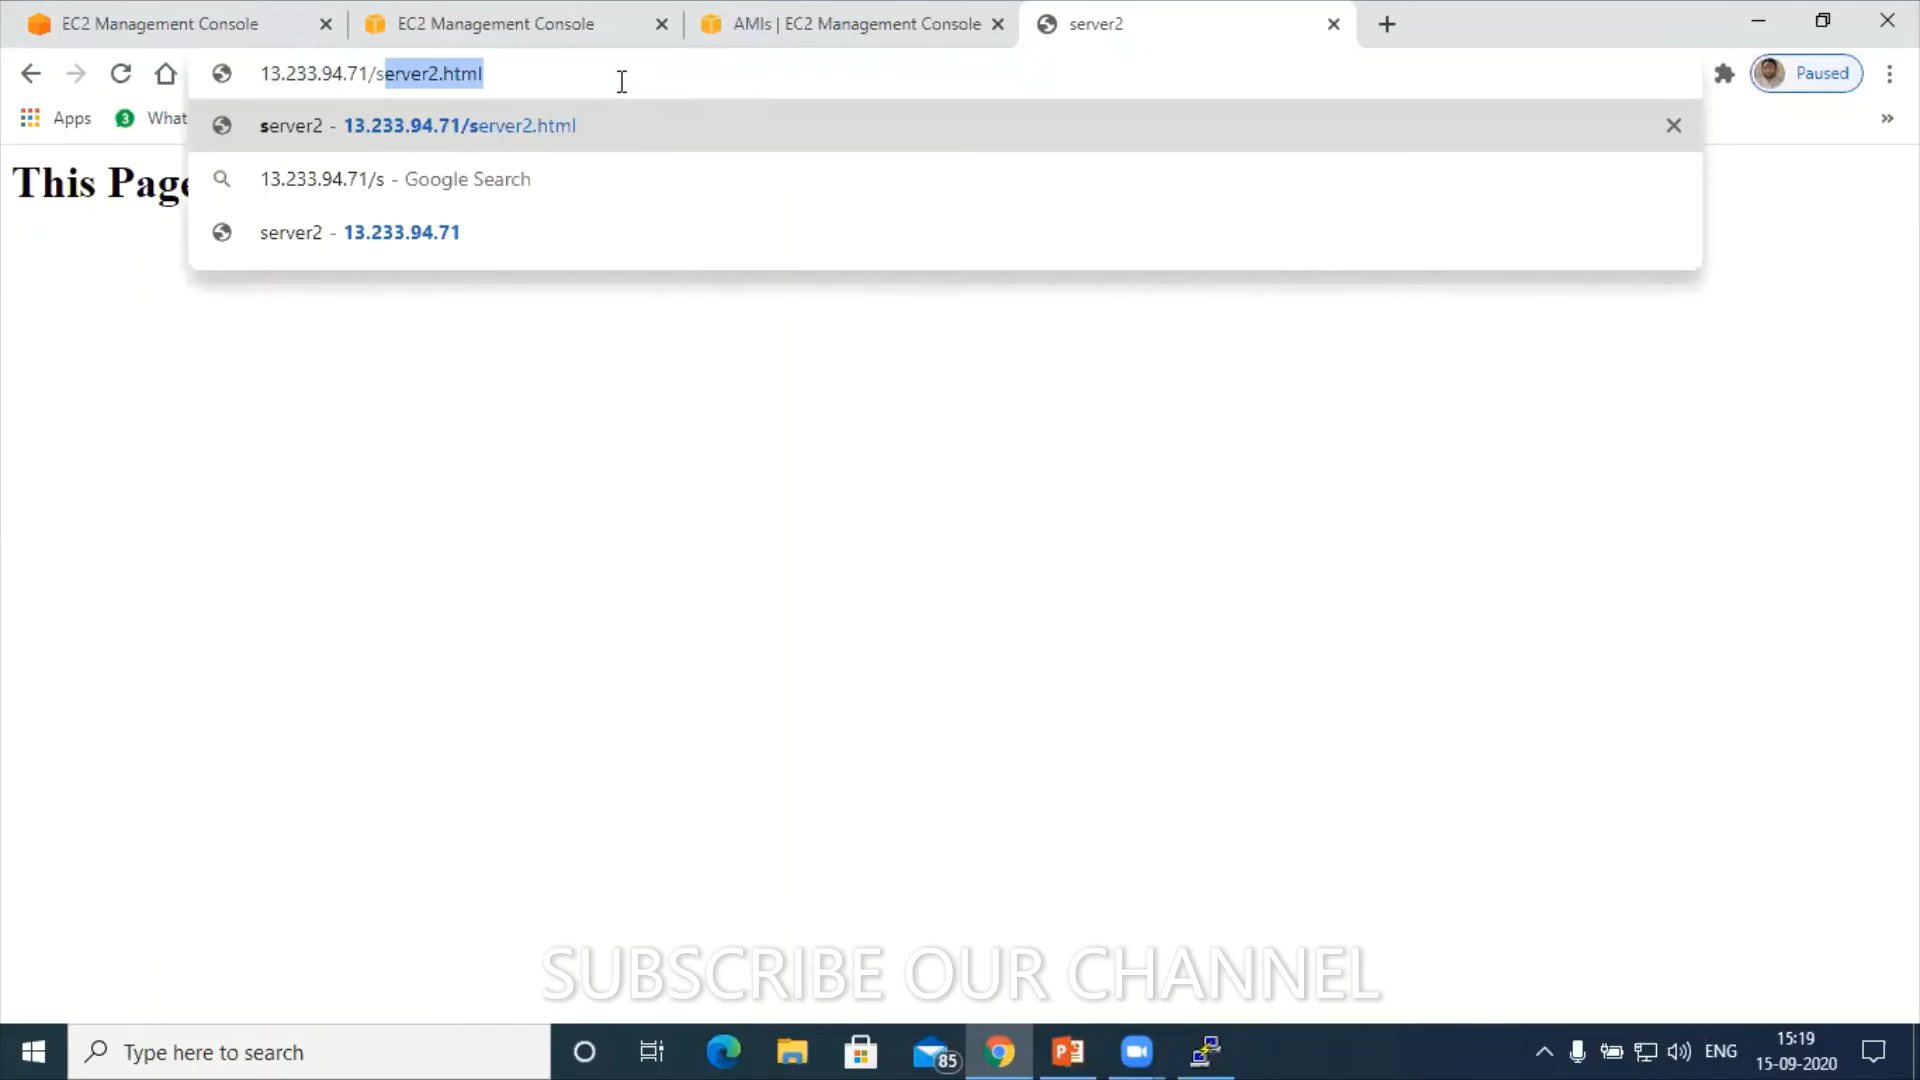 EC2 Management Console
EC2 Management Console
AMIs | EC2 Management Console
server2
13.233.94.71/server2.html
Paused
Apps
3
What
server2 - 13.233.94.71/server2.html
13.233.94.71/s - Google Search
server2 - 13.233.94.71
This Page
SUBSCRIBE OUR CHANNEL
Type here to search
85
ENG
15:19
15-09-2020